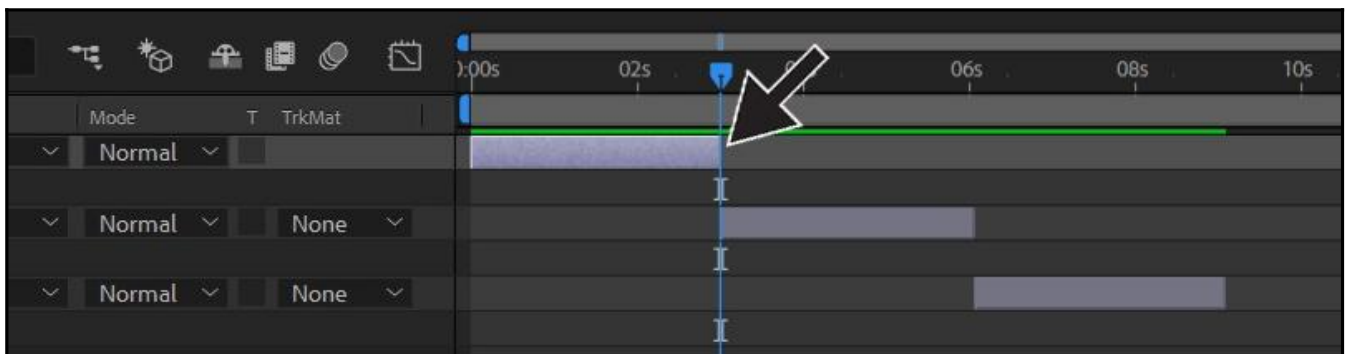 0:00s 02s 06s 08s 10s
Mode T TrkMat
Normal
Normal None
Normal None